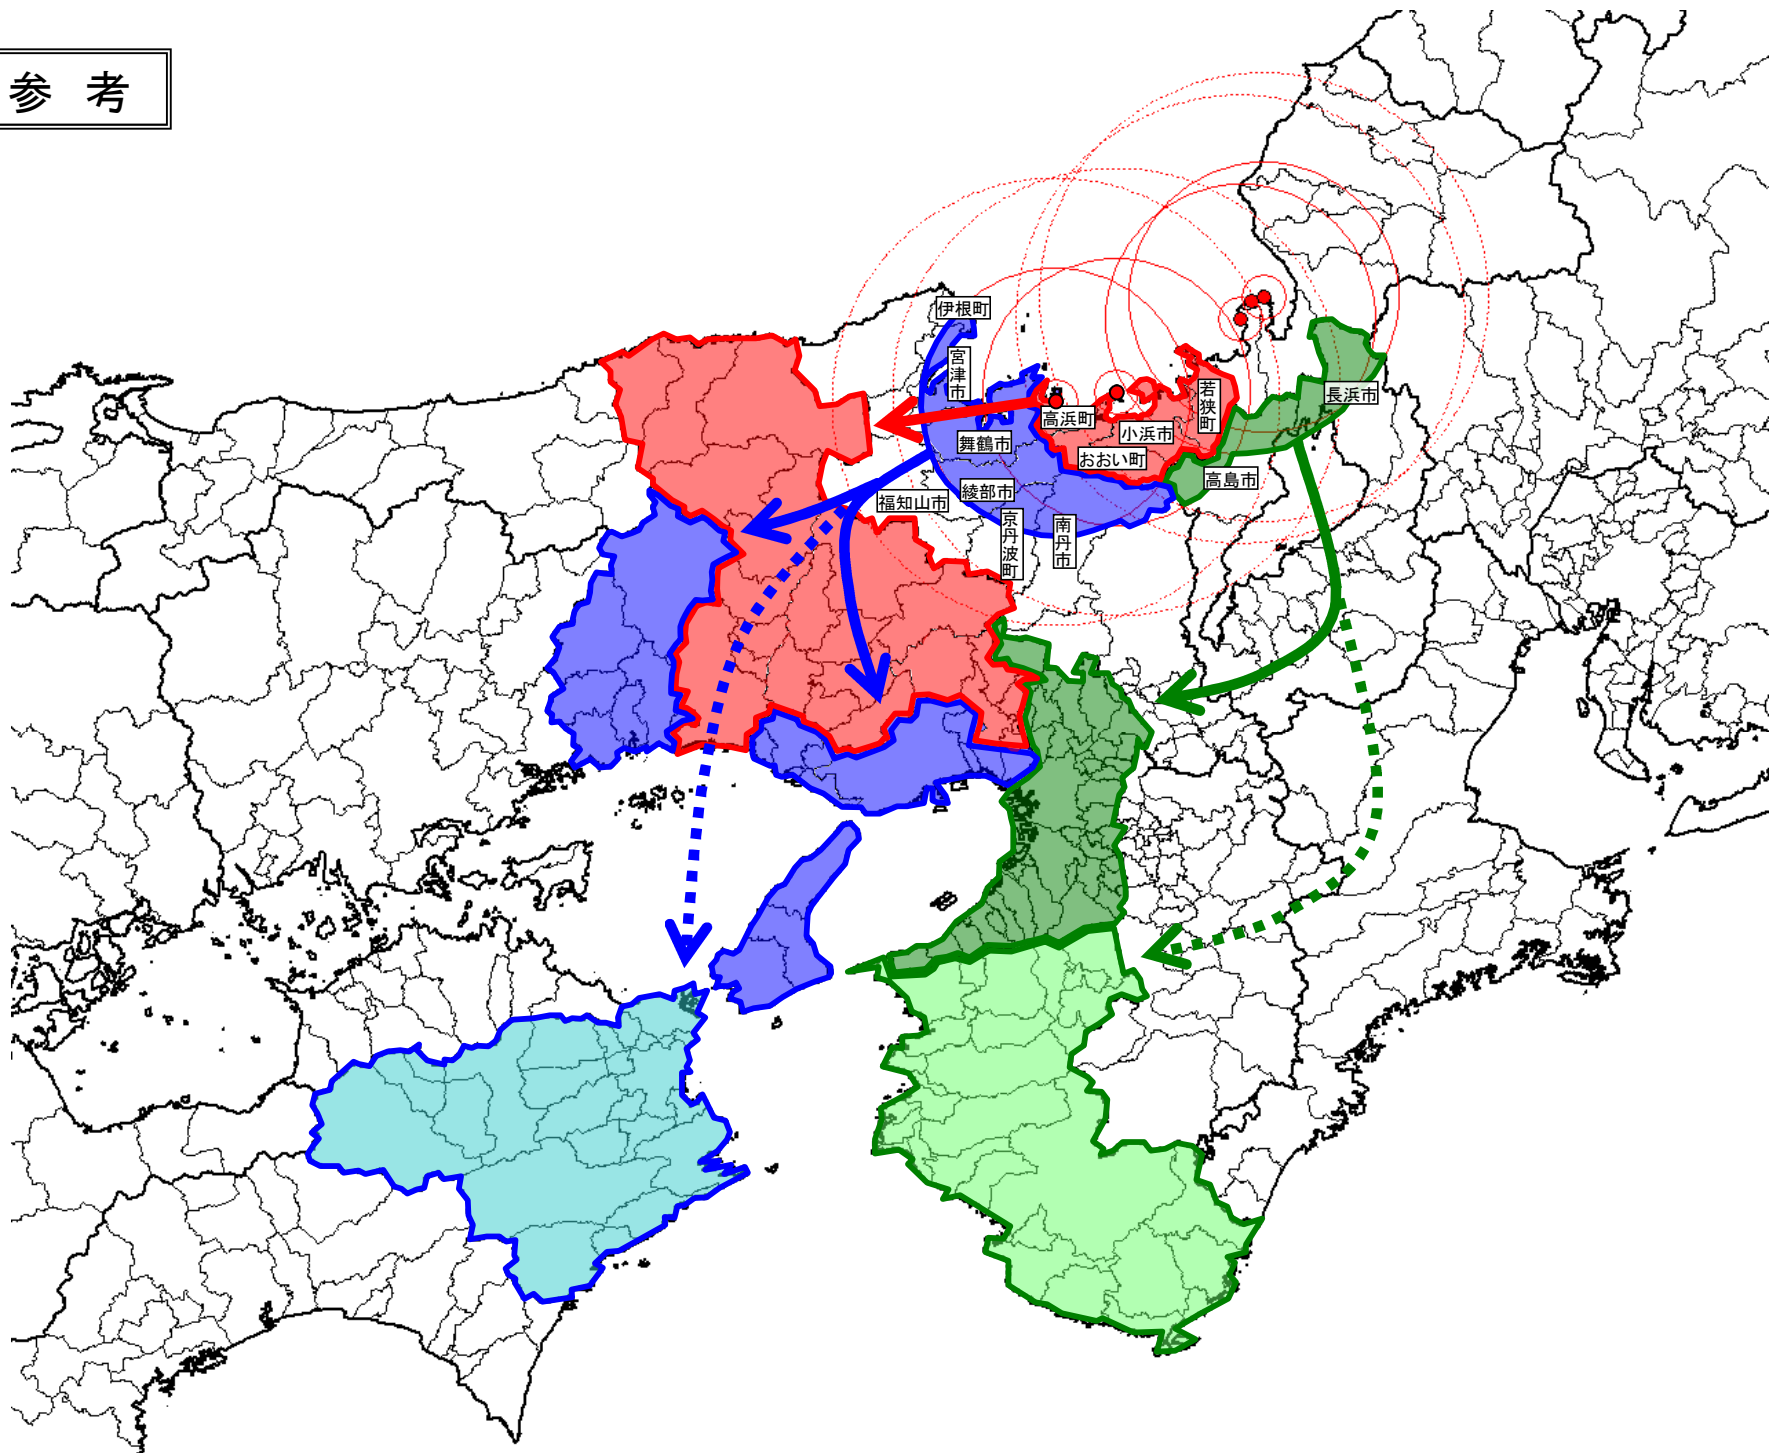 参 考
伊根町
宮津市
高浜町
若狭町
長浜市
小浜市
舞鶴市
おおい町
高島市
綾部市
福知山市
京丹波町
南丹市